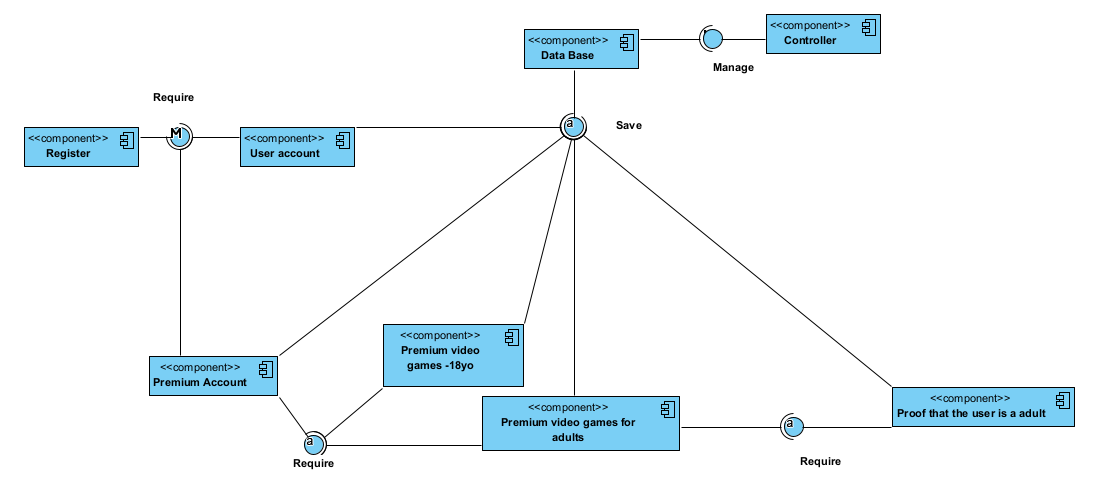 <<component>>
Data Base
<<component>>
Controller
Manage
Require
<<component>>
Register
M
<<component>>
User account
a
Save
<<component>>
Premium Account
<<component>>
Premium video
games -18yo
<<component>>
Premium video games for
adults
<<component>>
Proof that the user is a adult
a
Require
a
Require